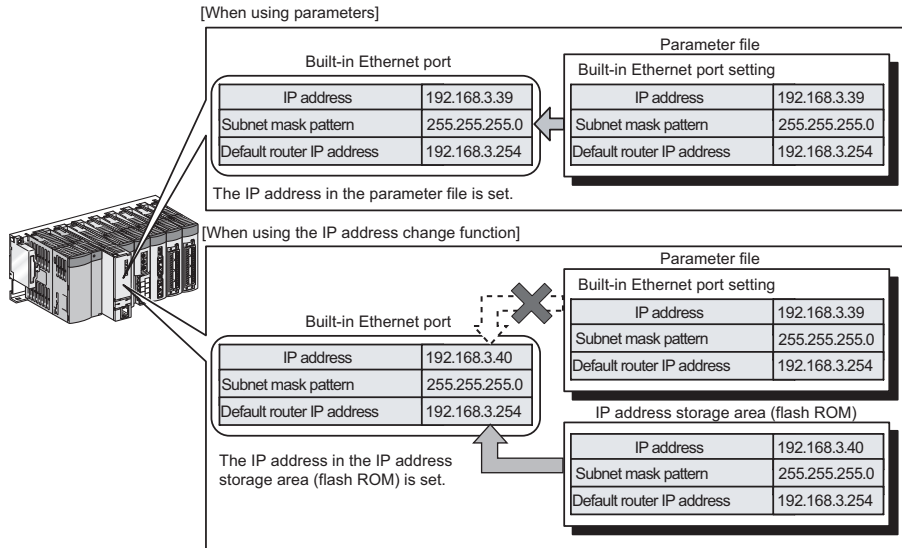 [When using parameters]
Parameter file
Built-in Ethernet port
Built-in Ethernet port setting
IP address 192.168.3.39
Subnet mask pattern 255.255.255.0
Default router IP address 192.168.3.254
IP address 192.168.3.39
Subnet mask pattern 255.255.255.0
Default router IP address 192.168.3.254
The IP address in the parameter file is set.
[When using the IP address change function]
Parameter file
Built-in Ethernet port setting
IP address 192.168.3.39
Subnet mask pattern 255.255.255.0
Default router IP address 192.168.3.254
Built-in Ethernet port
IP address 192.168.3.40
Subnet mask pattern 255.255.255.0
Default router IP address 192.168.3.254
IP address storage area (flash ROM)
IP address 192.168.3.40
Subnet mask pattern 255.255.255.0
Default router IP address 192.168.3.254
The IP address in the IP address
storage area (flash ROM) is set.